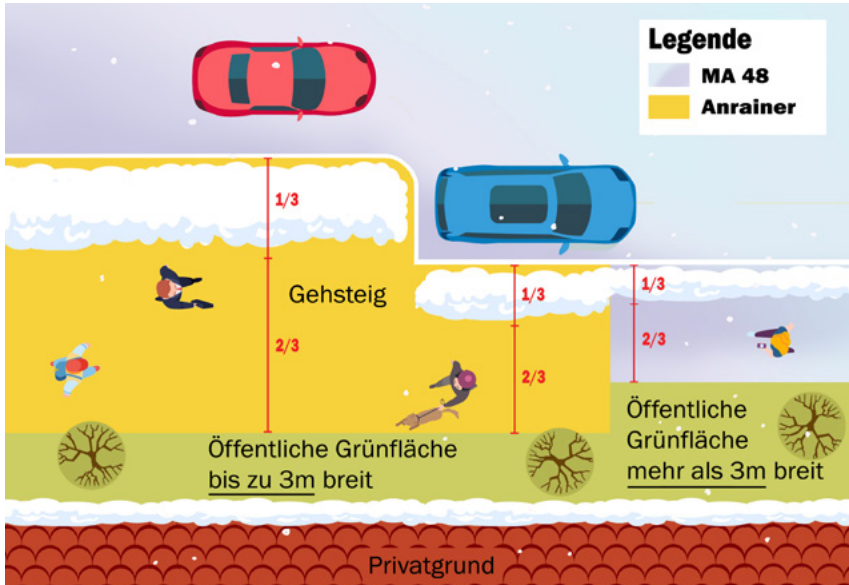 Legende
MA 48
Anrainer
1/3
Gehsteig
1/3
1/3
2/3
2/3
2/3
Öffentliche Grünfläche
bis zu 3m breit
Öffentliche
Grünfläche
mehr als 3m breit
Privatgrund